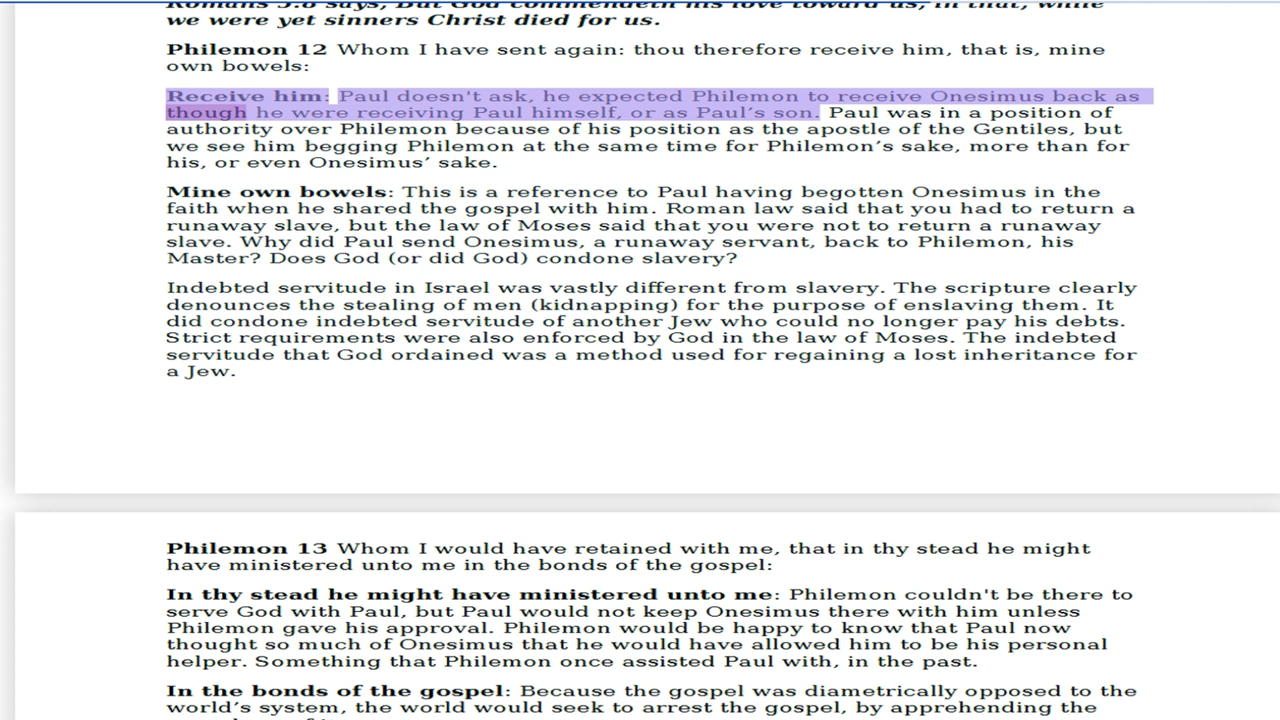 Romans 5:8 says, But God commendeth his love toward us, in that, while
we were yet sinners Christ died for us.
Philemon 12 Whom I have sent again: thou therefore receive him, that is, mine
own bowels:
Receive him: Paul doesn't ask, he expected Philemon to receive Onesimus back as
though he were receiving Paul himself, or as Paul’s son. Paul was in a position of
authority over Philemon because of his position as the apostle of the Gentiles, but
we see him begging Philemon at the same time for Philemon’s sake, more than for
his, or even Onesimus’ sake.
Mine own bowels: This is a reference to Paul having begotten Onesimus in the
faith when he shared the gospel with him. Roman law said that you had to return a
runaway slave, but the law of Moses said that you were not to return a runaway
slave. Why did Paul send Onesimus, a runaway servant, back to Philemon, his
Master? Does God (or did God) condone slavery?
Indebted servitude in Israel was vastly different from slavery. The scripture clearly
denounces the stealing of men (kidnapping) for the purpose of enslaving them. It
did condone indebted servitude of another Jew who could no longer pay his debts.
Strict requirements were also enforced by God in the law of Moses. The indebted
servitude that God ordained was a method used for regaining a lost inheritance for
a Jew.
Philemon 13 Whom I would have retained with me, that in thy stead he might
have ministered unto me in the bonds of the gospel:
In thy stead he might have ministered unto me: Philemon couldn't be there to
serve God with Paul, but Paul would not keep Onesimus there with him unless
Philemon gave his approval. Philemon would be happy to know that Paul now
thought so much of Onesimus that he would have allowed him to be his personal
helper. Something that Philemon once assisted Paul with, in the past.
In the bonds of the gospel: Because the gospel was diametrically opposed to the
world’s system, the world would seek to arrest the gospel, by apprehending the